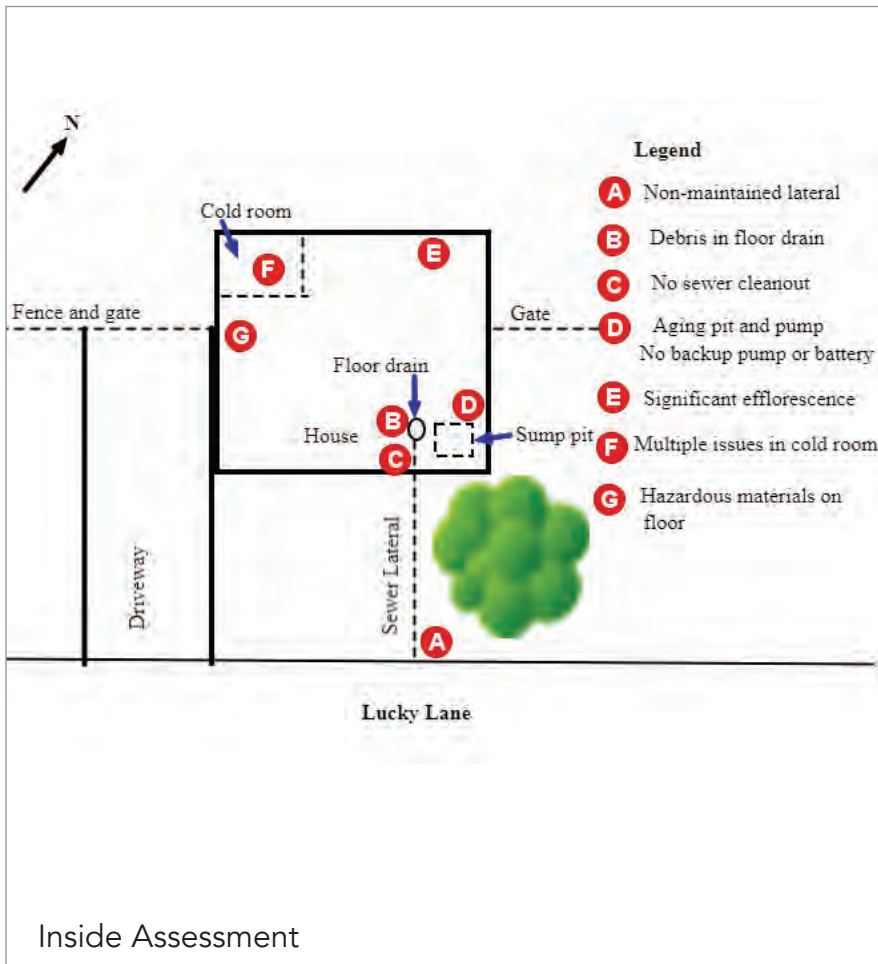 N
Legend
A Non-maintained lateral
Cold room
B Debris in floor drain
E
F
C No sewer cleanout
Fence and gate
G
Gate
D Aging pit and pump
No backup pump or battery
Floor drain
D
E Significant efflorescence
B
House
Sump pit
F Multiple issues in cold room
C
G Hazardous materials on
floor
Driveway
Sewer Lateral
A
Lucky Lane
Inside Assessment